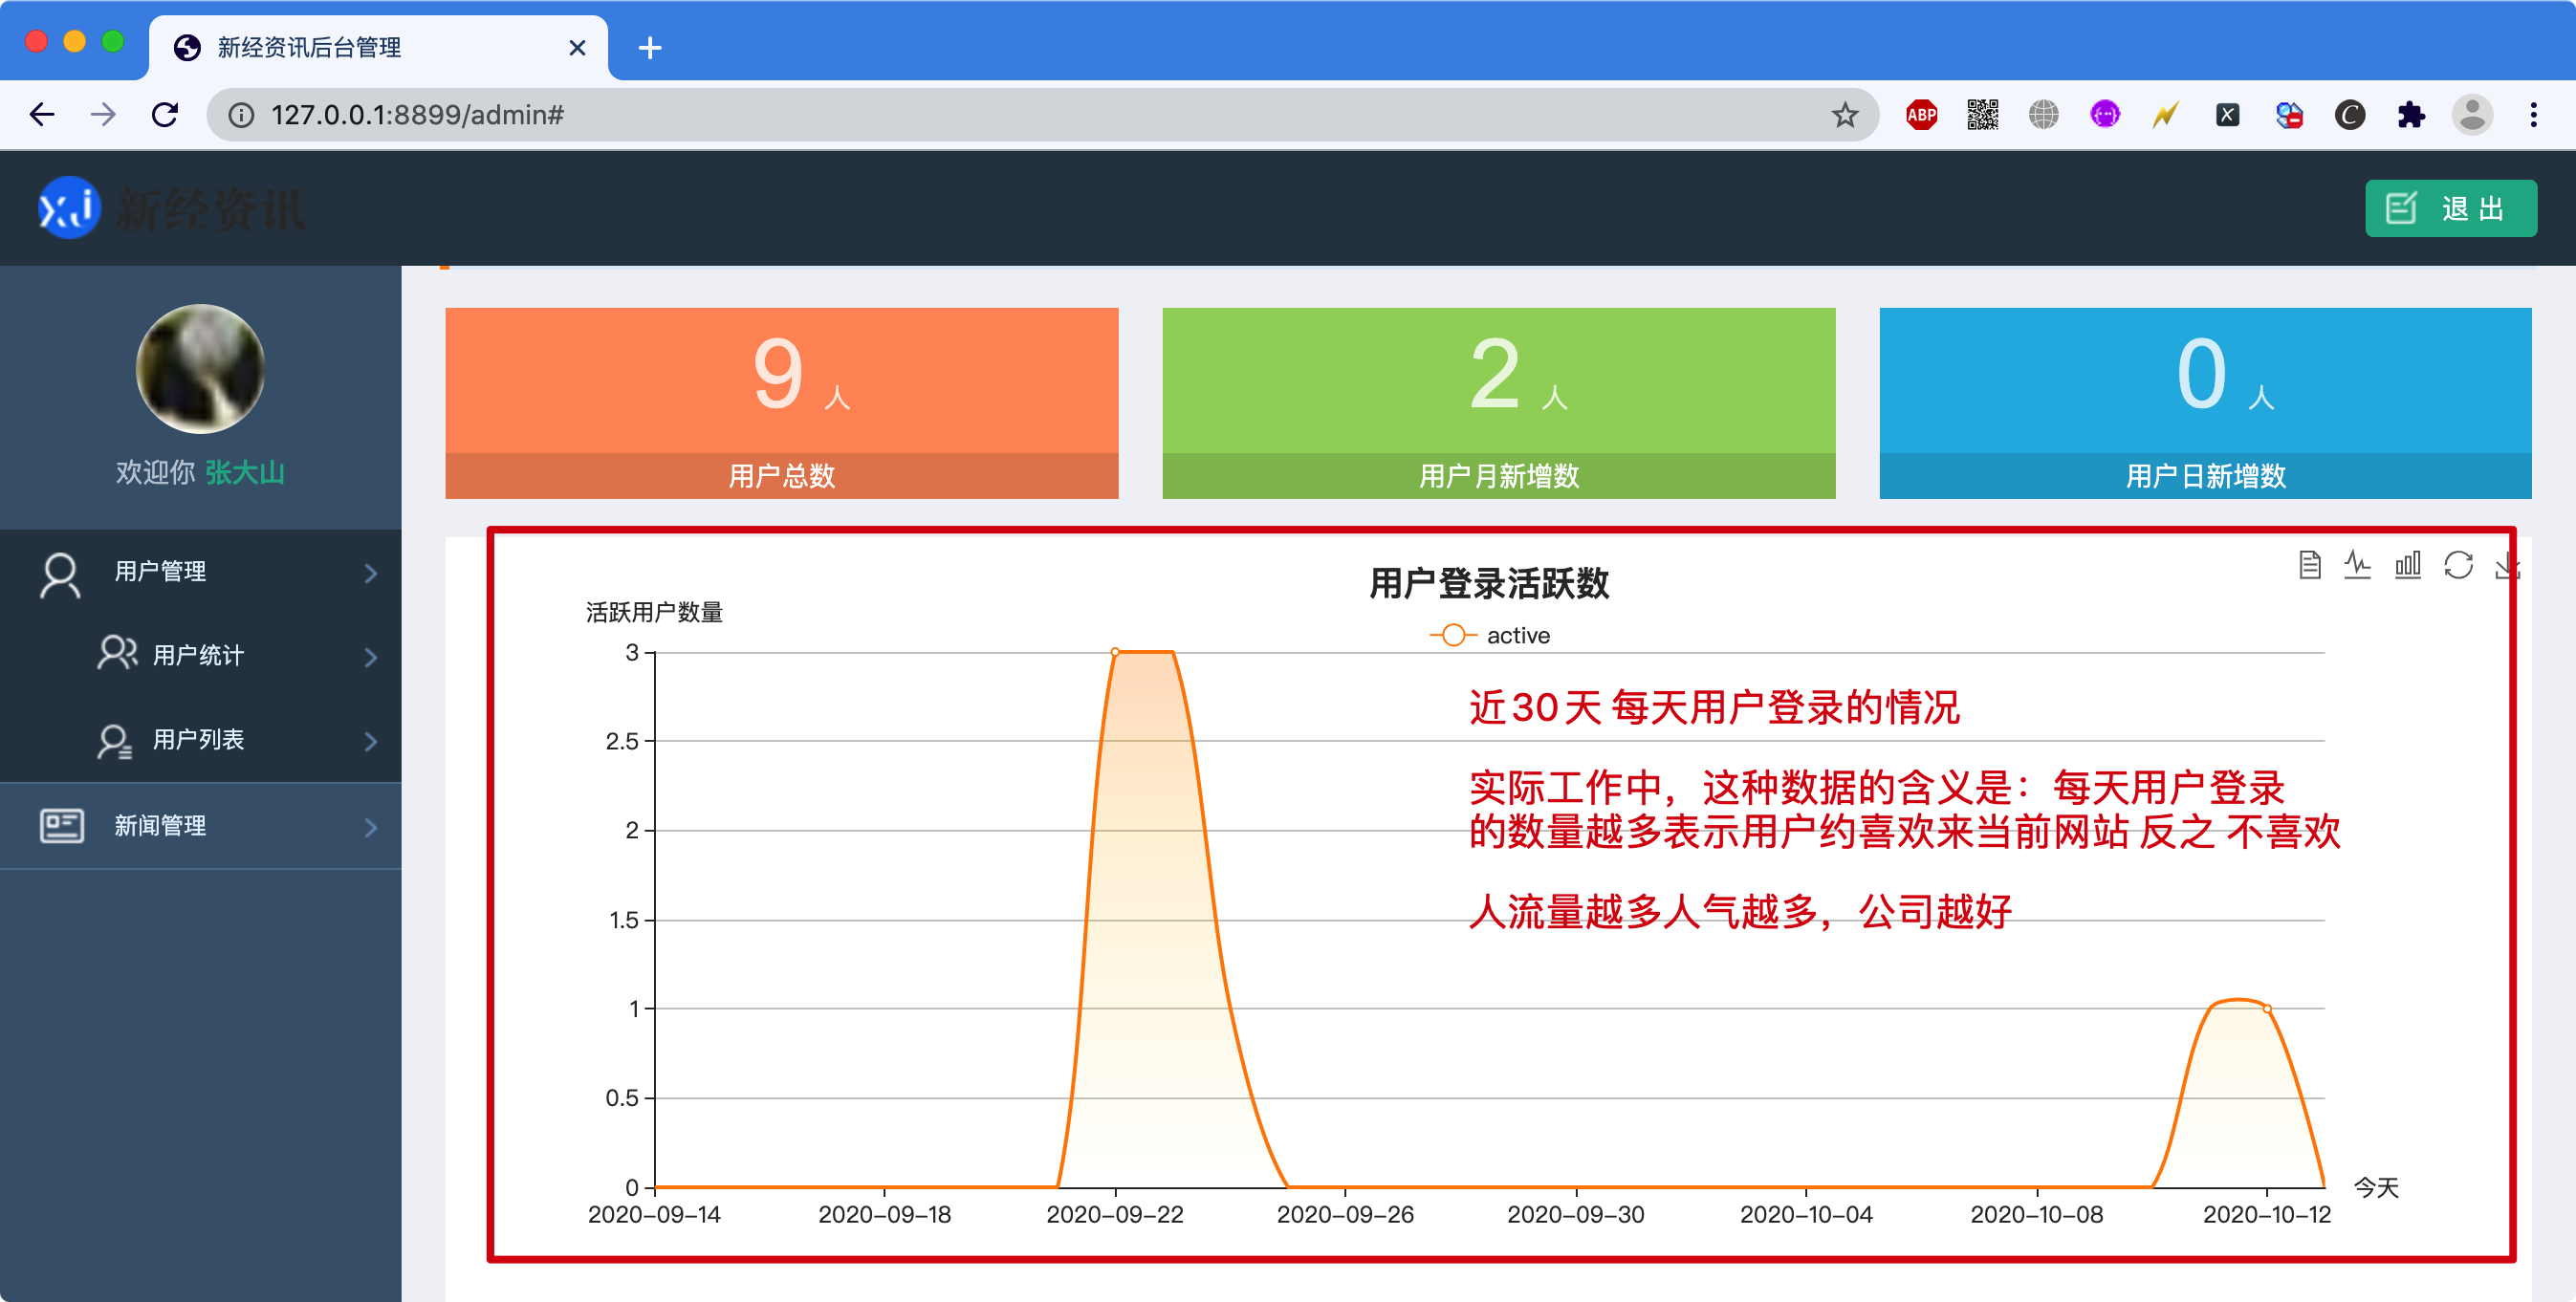 新经资讯后台管理
127.0.0.1:8899/admin#
ABP
新经资讯
退 出
欢迎你 张大山
用户管理
用户统计
用户列表
新闻管理
9 人
用户总数
2 人
用户月新增数
0 人
用户日新增数
用户登录活跃数
活跃用户数量
active
3
2.5
2
1.5
1
0.5
0
近30天 每天用户登录的情况
实际工作中，这种数据的含义是：每天用户登录
的数量越多表示用户约喜欢来当前网站 反之 不喜欢
人流量越多人气越多，公司越好
今天
2020-09-14
2020-09-18
2020-09-22
2020-09-26
2020-09-30
2020-10-04
2020-10-08
2020-10-12